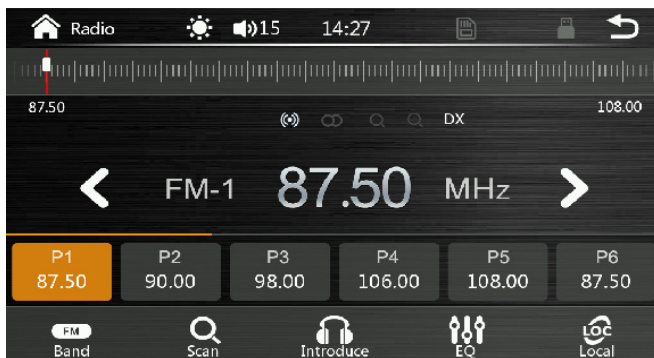 Radio 15 14:27
87.50 108.00
DX
FM-1 87.50 MHz
P1 P2 P3 P4 P5 P6
87.50 90.00 98.00 106.00 108.00 87.50
FM LOC
Band Scan Introduce EQ Local